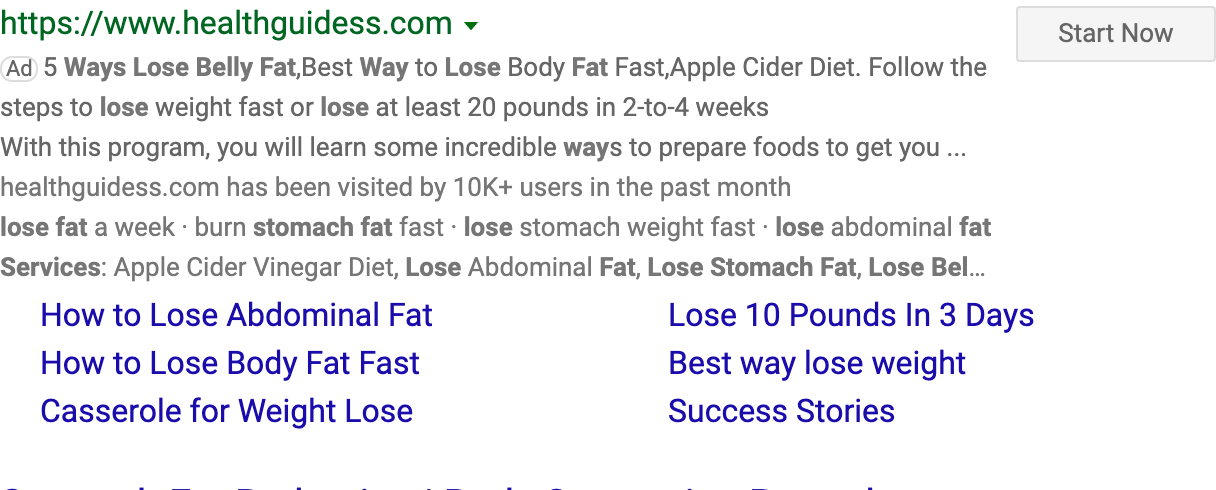 https://www.healthguidess.com
Start Now
Ad 5 Ways Lose Belly Fat,Best Way to Lose Body Fat Fast,Apple Cider Diet. Follow the
steps to lose weight fast or lose at least 20 pounds in 2-to-4 weeks
With this program, you will learn some incredible ways to prepare foods to get you ...
healthguidess.com has been visited by 10K+ users in the past month
lose fat a week · burn stomach fat fast · lose stomach weight fast · lose abdominal fat
Services: Apple Cider Vinegar Diet, Lose Abdominal Fat, Lose Stomach Fat, Lose Bel...
How to Lose Abdominal Fat
Lose 10 Pounds In 3 Days
How to Lose Body Fat Fast
Best way lose weight
Casserole for Weight Lose
Success Stories